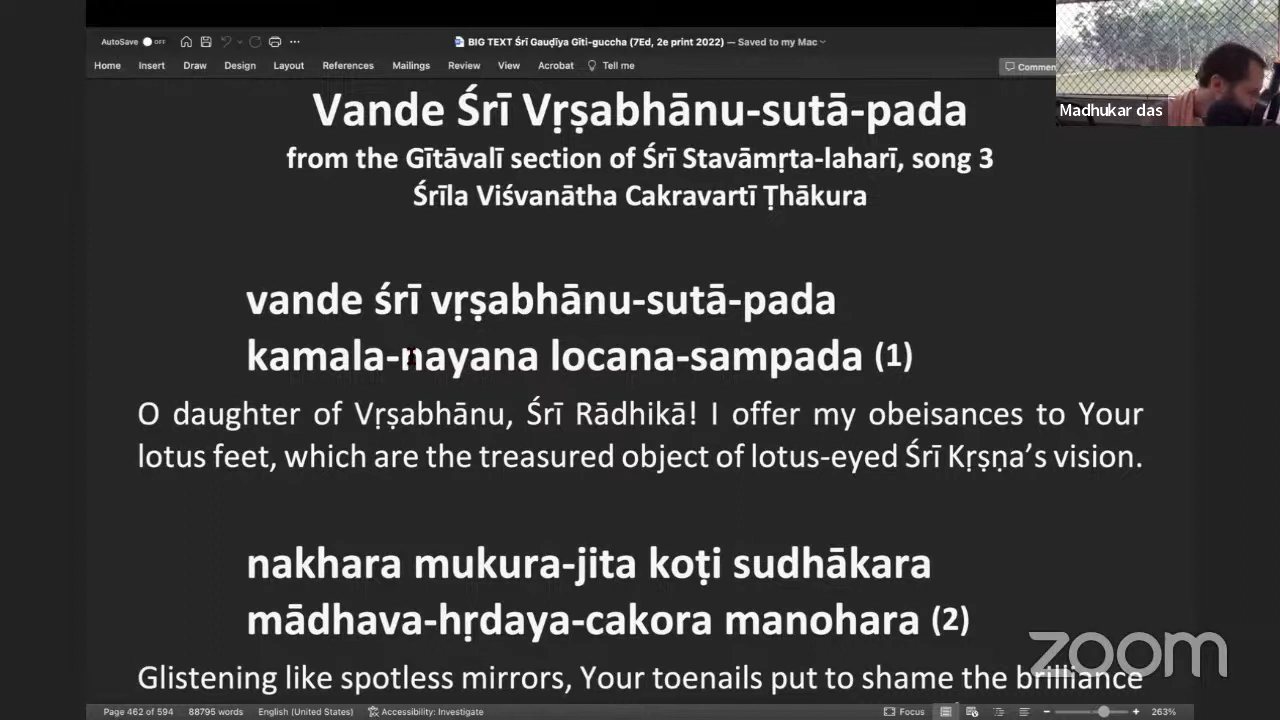 AutoSave OFF
BIG TEXT Śrī Gauḍīya Gīti-guccha (7Ed, 2e print 2022) — Saved to my Mac
Home Insert Draw Design Layout References Mailings Review View Acrobat Tell me
Madhukar das
Vande Śrī Vṛṣabhānu-sutā-pada
from the Gītāvalī section of Śrī Stavāmṛta-laharī, song 3
Śrīla Viśvanātha Cakravartī Ṭhākura
vande śrī vṛṣabhānu-sutā-pada
kamala-nayana locana-sampada (1)
O daughter of Vṛṣabhānu, Śrī Rādhikā! I offer my obeisances to Your
lotus feet, which are the treasured object of lotus-eyed Śrī Kṛṣṇa’s vision.
nakhara mukura-jita koṭi sudhākara
mādhava-hṛdaya-cakora manohara (2)
Glistening like spotless mirrors, Your toenails put to shame the brilliance
zoom
Page 462 of 594 88795 words English (United States) Accessibility: Investigate Focus 263%